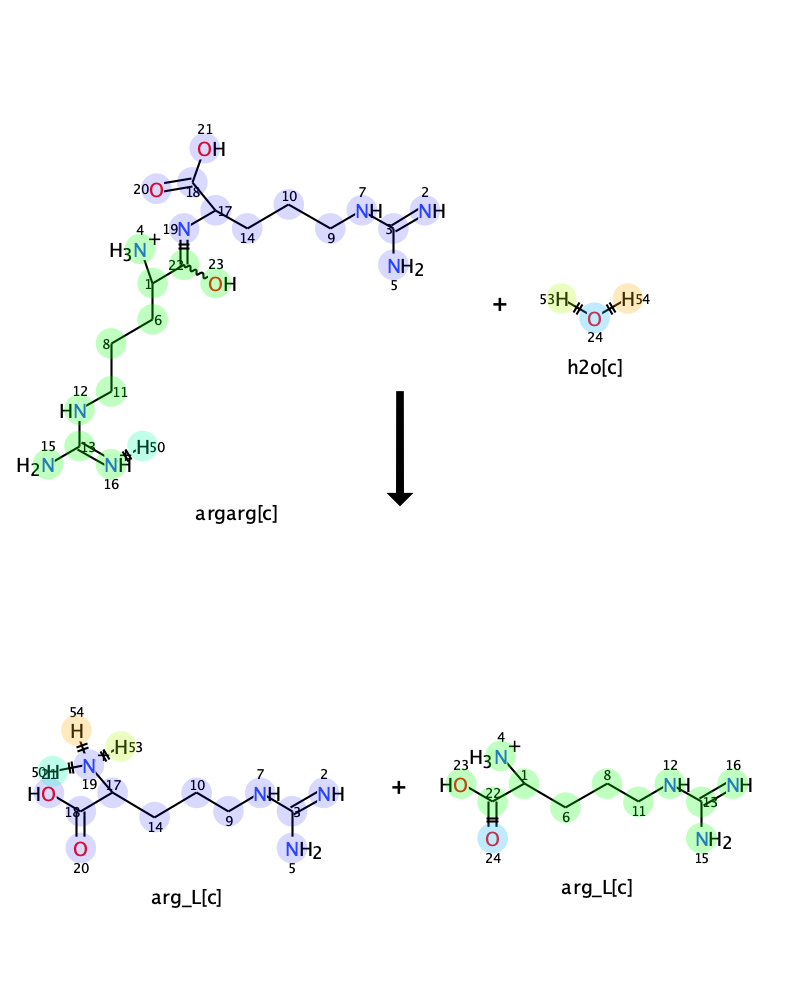 21
OH
20 O
18
4
H3N+
19 N
17
10
7
NH
2
NH
14
9
3
NH2
5
22
23
OH
1
6
8
12
HN
11
15
H2N
13
NH
16
H50
argarg[c]
+
53H
H54
O
24
h2o[c]
54
H
H53
50H
21
HO
N
19
17
18
O
20
14
10
9
7
NH
3
2
NH
NH2
5
arg_L[c]
+
4
H3N+
23
HO
22
1
O
24
6
8
11
12
NH
13
16
NH
NH2
15
arg_L[c]